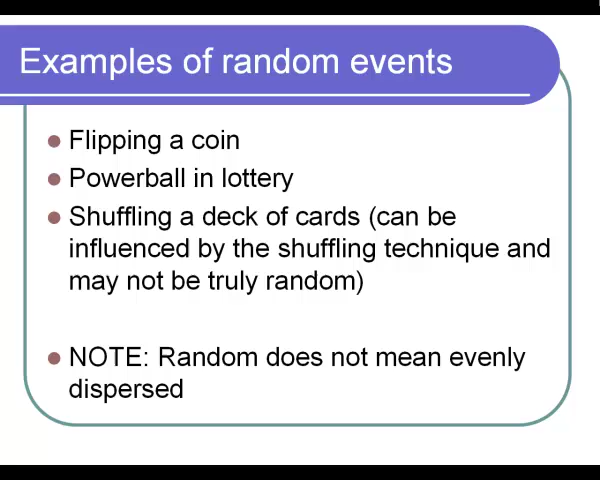 Examples of random events
Flipping a coin
Powerball in lottery
Shuffling a deck of cards (can be
influenced by the shuffling technique and
may not be truly random)
NOTE: Random does not mean evenly
dispersed